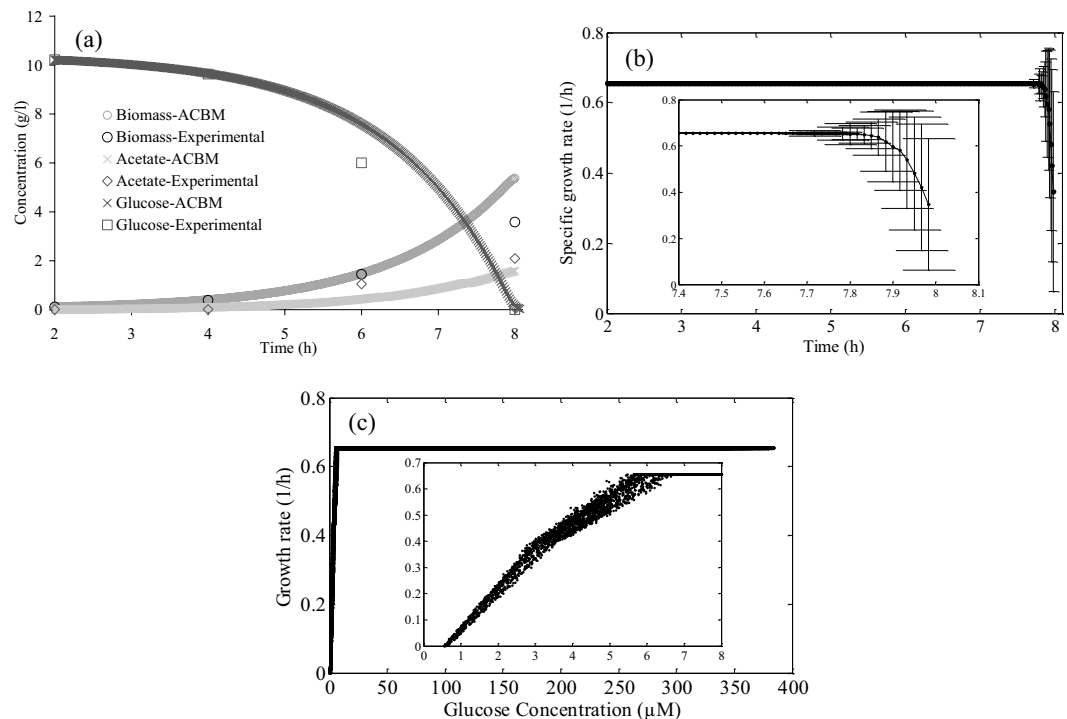 (a)
Concentration (g/l)
12
10
8
6
4
2
0
Biomass-ACBM
Biomass-Experimental
Acetate-ACBM
Acetate-Experimental
Glucose-ACBM
Glucose-Experimental
2 3 4 5 6 7 8
Time (h)
(b)
Specific growth rate (1/h)
0.8
0.6
0.4
0.2
0
0.8
0.6
0.4
0.2
0
7.4 7.5 7.6 7.7 7.8 7.9 8 8.1
2 3 4 5 6 7 8
Time (h)
(c)
Growth rate (1/h)
0.8
0.6
0.4
0.2
0
0.7
0.6
0.5
0.4
0.3
0.2
0.1
0
0 1 2 3 4 5 6 7 8
0 50 100 150 200 250 300 350 400
Glucose Concentration (µM)